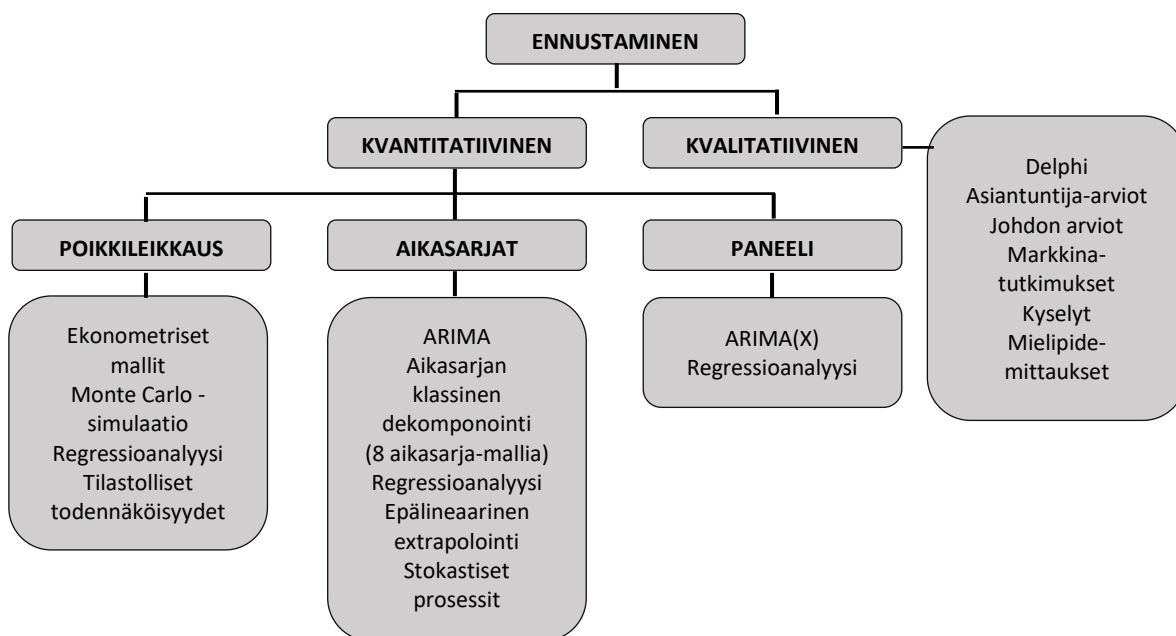 ENNUSTAMINEN
KVANTITATIIVINEN
KVALITATIIVINEN
Delphi
Asiantuntija-arviot
Johdon arviot
Markkina-
tutkimukset
Kyselyt
Mielipide-
mittaukset
POIKKILEIKKAUS
AIKASARJAT
PANEELI
Ekonometriset
mallit
Monte Carlo -
simulaatio
Regressioanalyysi
Tilastolliset
todennäköisyydet
ARIMA
Aikasarjan
klassinen
dekomponointi
(8 aikasarja-mallia)
Regressioanalyysi
Epälineaarinen
extrapolointi
Stokastiset
prosessit
ARIMA(X)
Regressioanalyysi